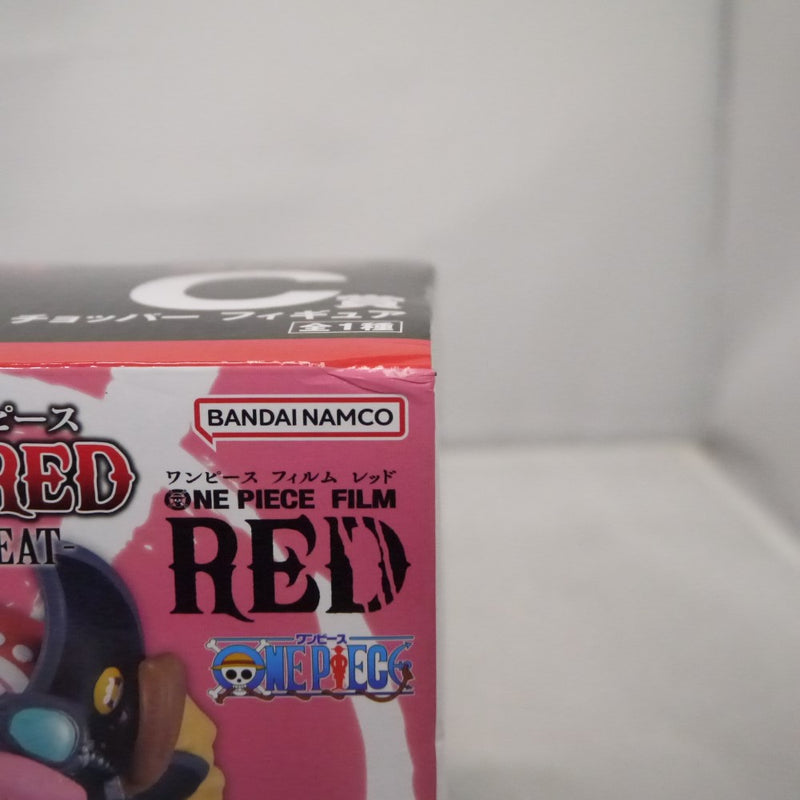 C賞
チョッパー フィギュア
全1種
ピース
RED
EAT-
BANDAI NAMCO
ワンピース フィルム レッド
ONE PIECE FILM
RED
ワンピース
ONE PIECE